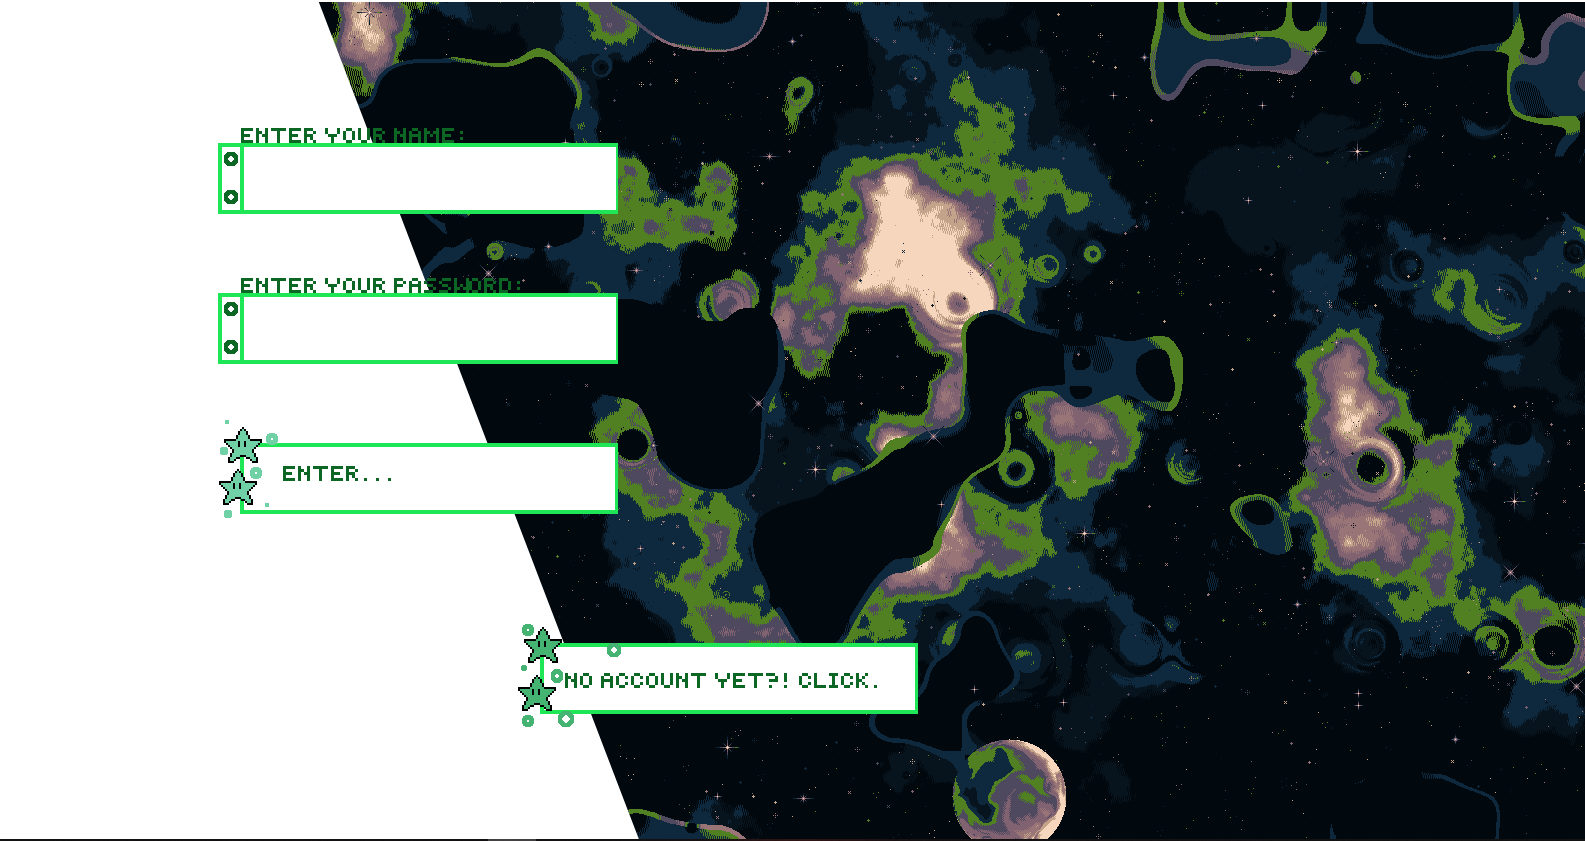 ENTER YOUR NAME:
ENTER YOUR PASSWORD:
ENTER...
NO ACCOUNT YET?! CLICK.